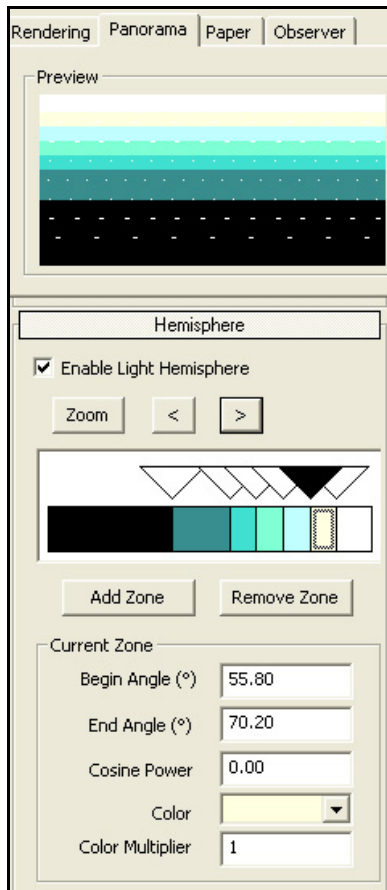 Rendering Panorama Paper Observer
Preview
Hemisphere
Enable Light Hemisphere
Zoom < >
Add Zone Remove Zone
Current Zone
Begin Angle (°) 55.80
End Angle (°) 70.20
Cosine Power 0.00
Color
Color Multiplier 1